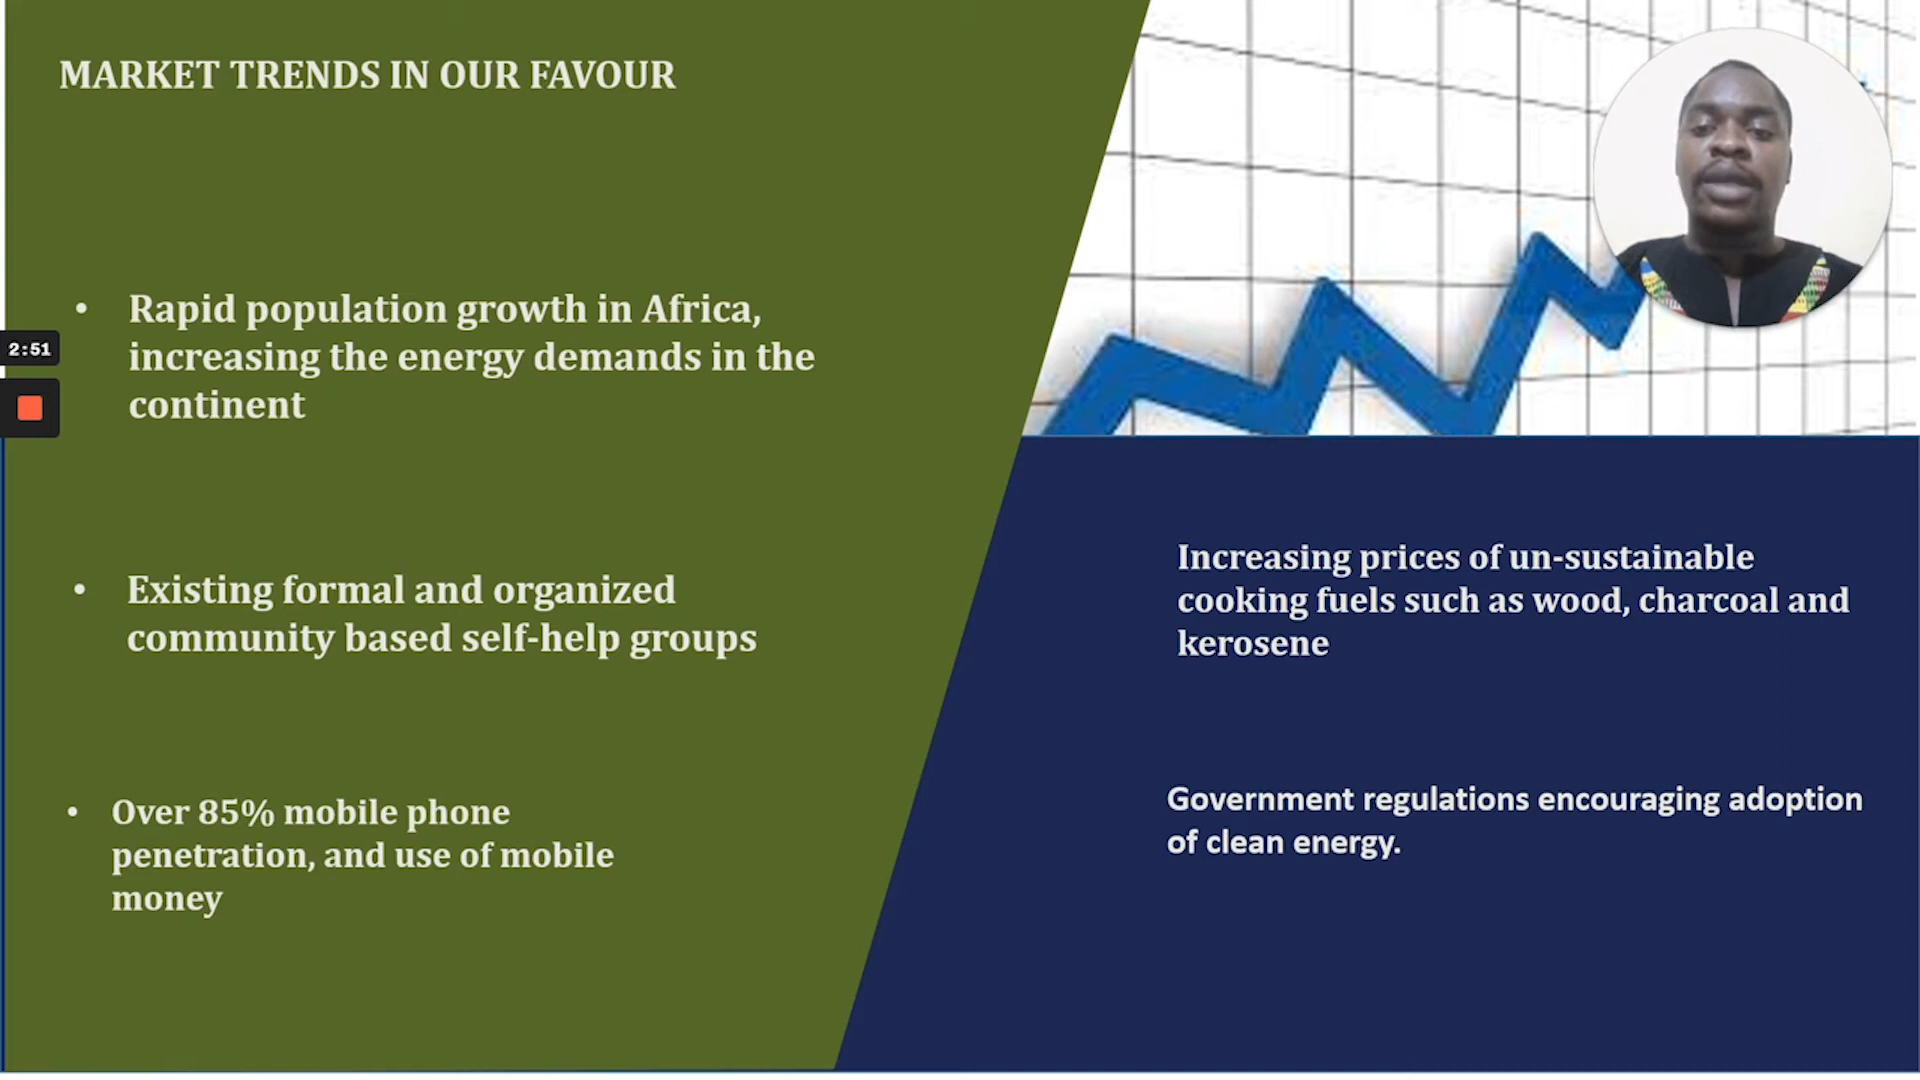 MARKET TRENDS IN OUR FAVOUR
• Rapid population growth in Africa,
increasing the energy demands in the
continent
2:51
• Existing formal and organized
community based self-help groups
• Over 85% mobile phone
penetration, and use of mobile
money
Increasing prices of un-sustainable
cooking fuels such as wood, charcoal and
kerosene
Government regulations encouraging adoption
of clean energy.